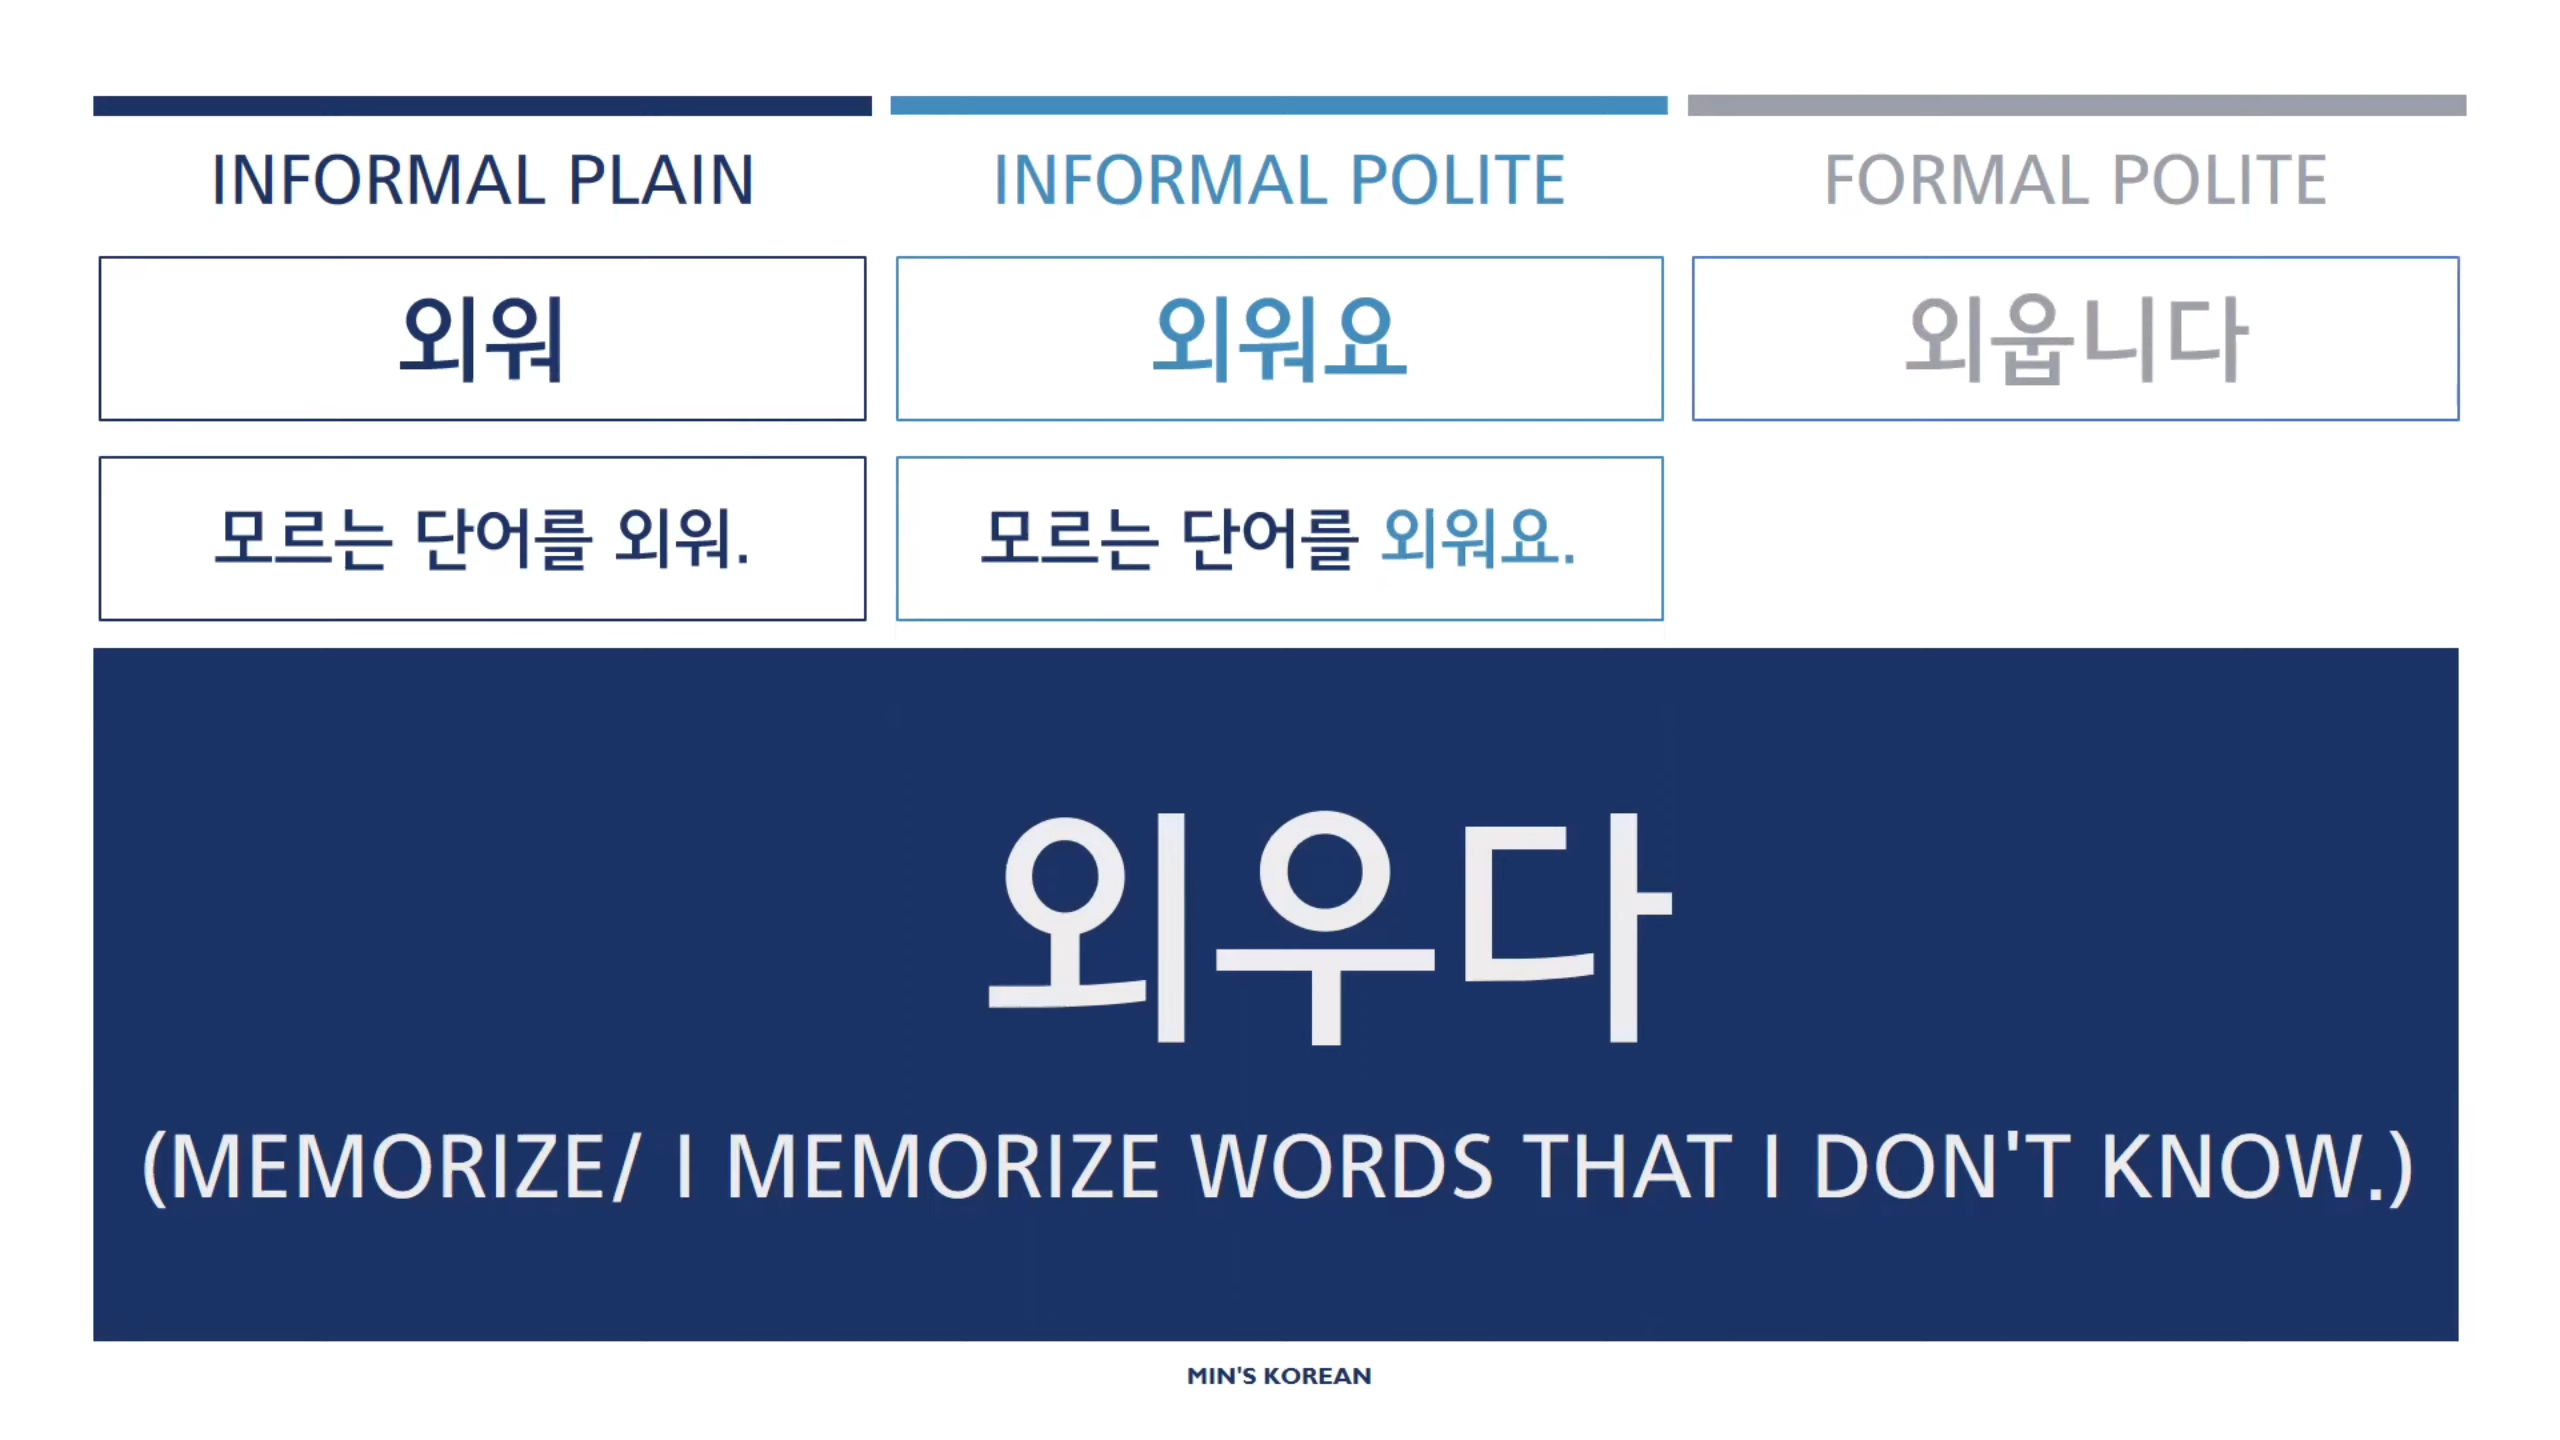 INFORMAL PLAIN
INFORMAL POLITE
FORMAL POLITE
외워
외워요
외웁니다
모르는 단어를 외워.
모르는 단어를 외워요.
외우다
(MEMORIZE/ I MEMORIZE WORDS THAT I DON'T KNOW.)
MIN'S KOREAN